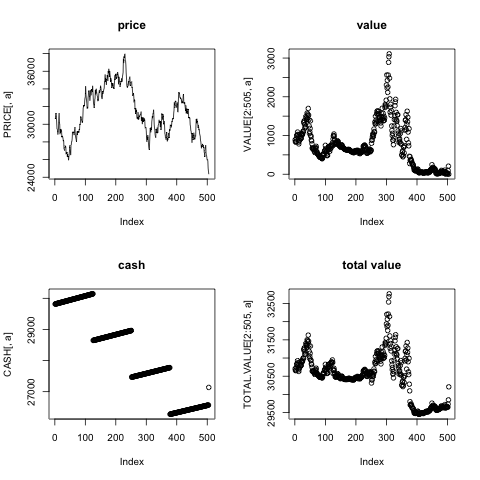 price
PRICE[, a]
24000 30000 36000
0 100 200 300 400 500
Index
value
VALUE[2:505, a]
0 1000 2000 3000
0 100 200 300 400 500
Index
cash
CASH[, a]
27000 29000
0 100 200 300 400 500
Index
total value
TOTAL.VALUE[2:505, a]
29500 30500 31500 32500
0 100 200 300 400 500
Index